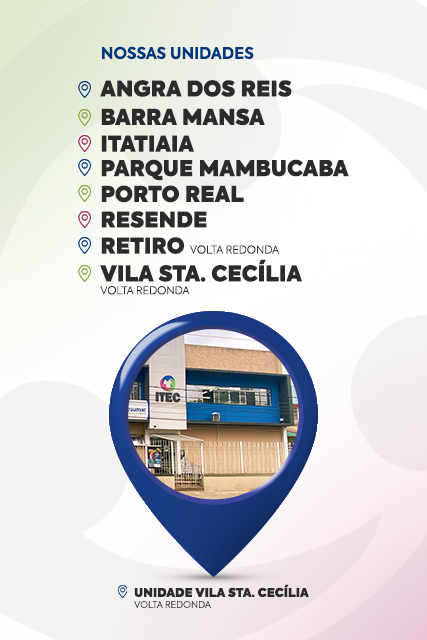 NOSSAS UNIDADES
ANGRA DOS REIS
BARRA MANSA
ITATIAIA
PARQUE MAMBUCABA
PORTO REAL
RESENDE
RETIRO VOLTA REDONDA
VILA STA. CECÍLIA
VOLTA REDONDA
ITEC
sumar
UNIDADE VILA STA. CECÍLIA
VOLTA REDONDA